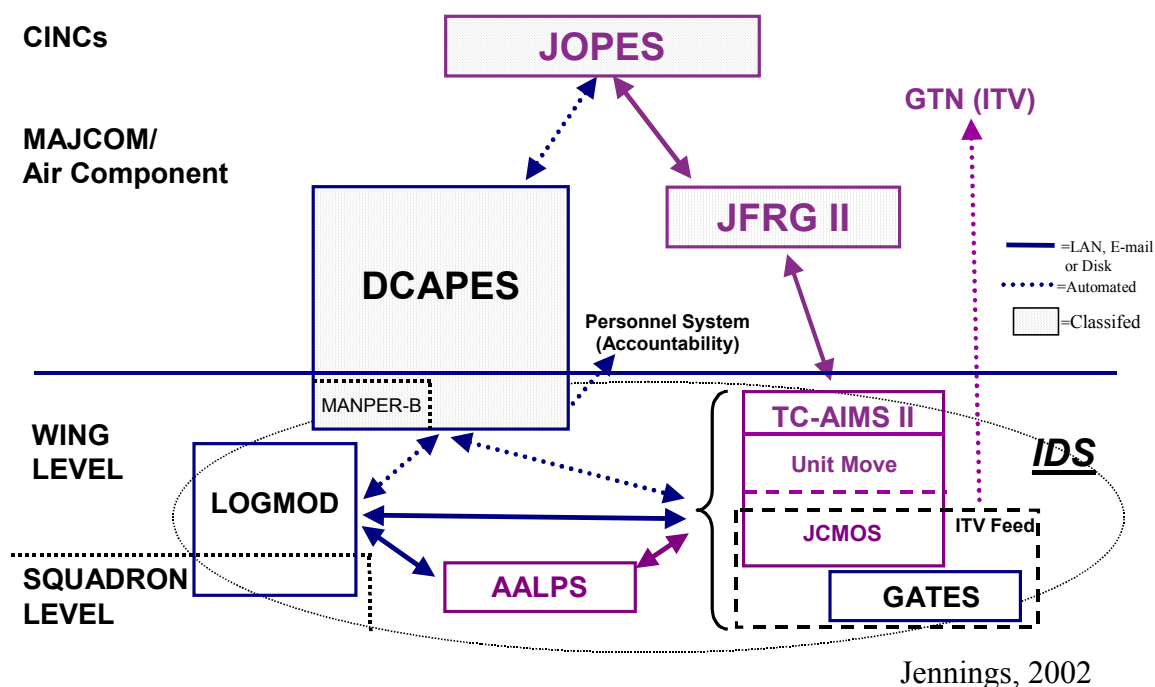 CINCs
JOPES
GTN (ITV)
MAJCOM/
Air Component
JFRG II
DCAPES
=LAN, E-mail
or Disk
=Automated
=Classifed
Personnel System
(Accountability)
MANPER-B
WING
LEVEL
LOGMOD
TC-AIMS II
Unit Move
IDS
JCMOS
ITV Feed
SQUADRON
LEVEL
AALPS
GATES
Jennings, 2002